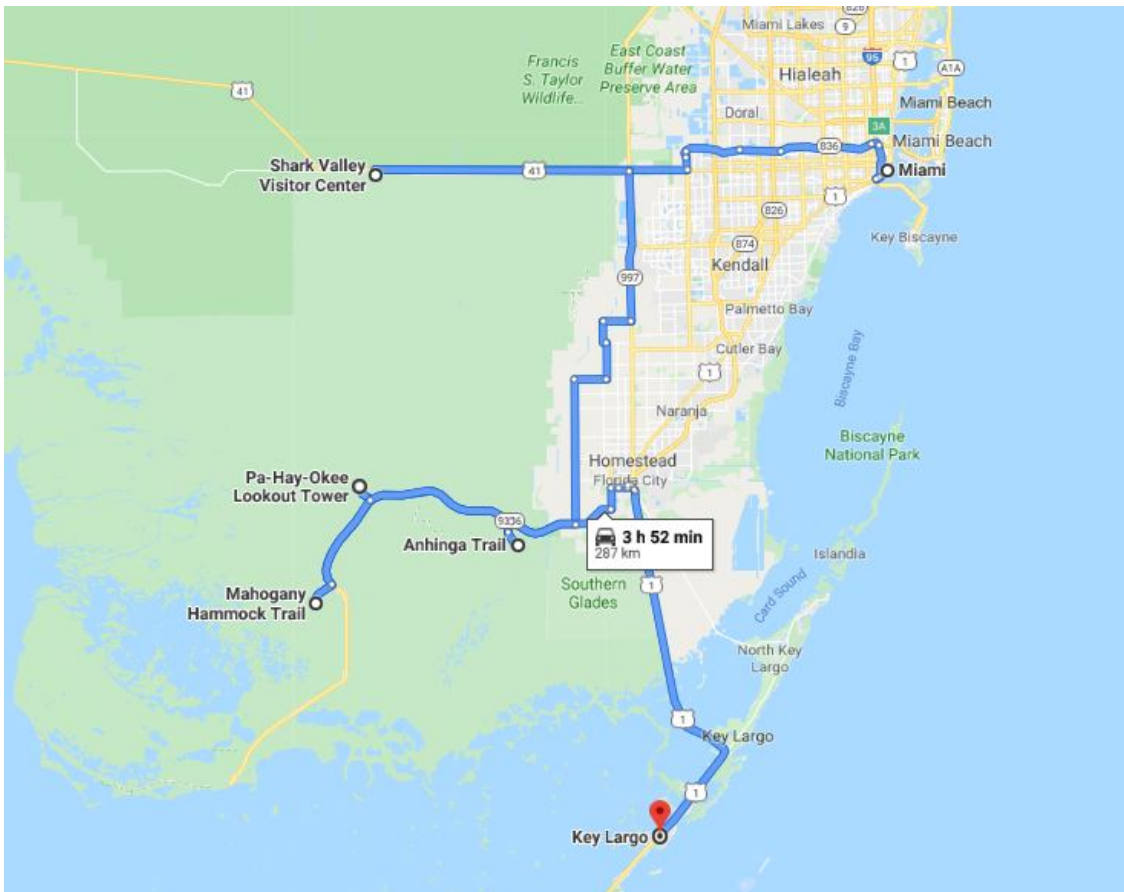 828
Miami Lakes
9
Francis
S. Taylor
Wildlife...
East Coast
Buffer Water
Preserve Area
95
1
A1A
Hialeah
41
Doral
Miami Beach
3A
836
Miami Beach
Shark Valley
Visitor Center
41
Miami
1
826
Key Biscayne
874
Kendall
997
Palmetto Bay
Cutler Bay
1
Biscayne Bay
Naranja
Biscayne
National Park
Homestead
Florida City
Pa-Hay-Okee
Lookout Tower
9336
Anhinga Trail
3 h 52 min
287 km
Islandia
1
Southern
Glades
Card Sound
Mahogany
Hammock Trail
North Key
Largo
1
Key Largo
1
Key Largo